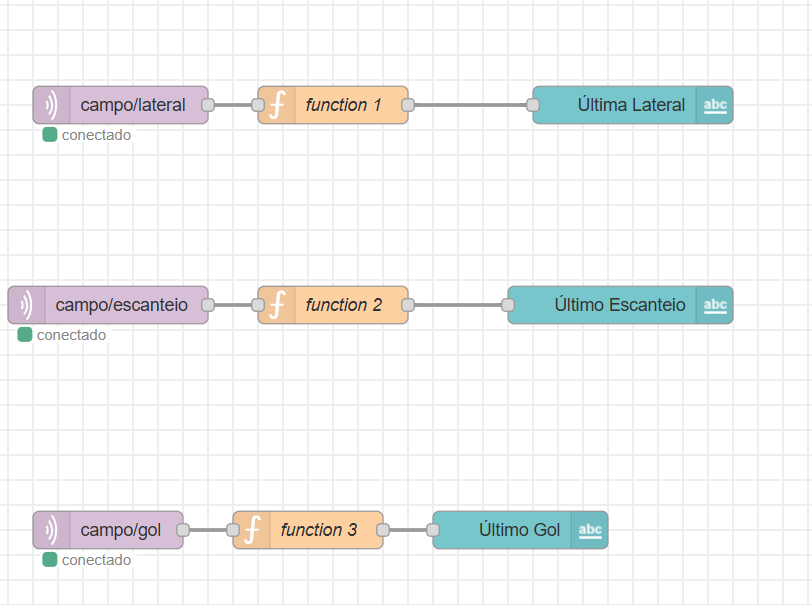 campo/lateral
function 1
Última Lateral
abc
conectado
campo/escanteio
function 2
Último Escanteio
abc
conectado
campo/gol
function 3
Último Gol
abc
conectado